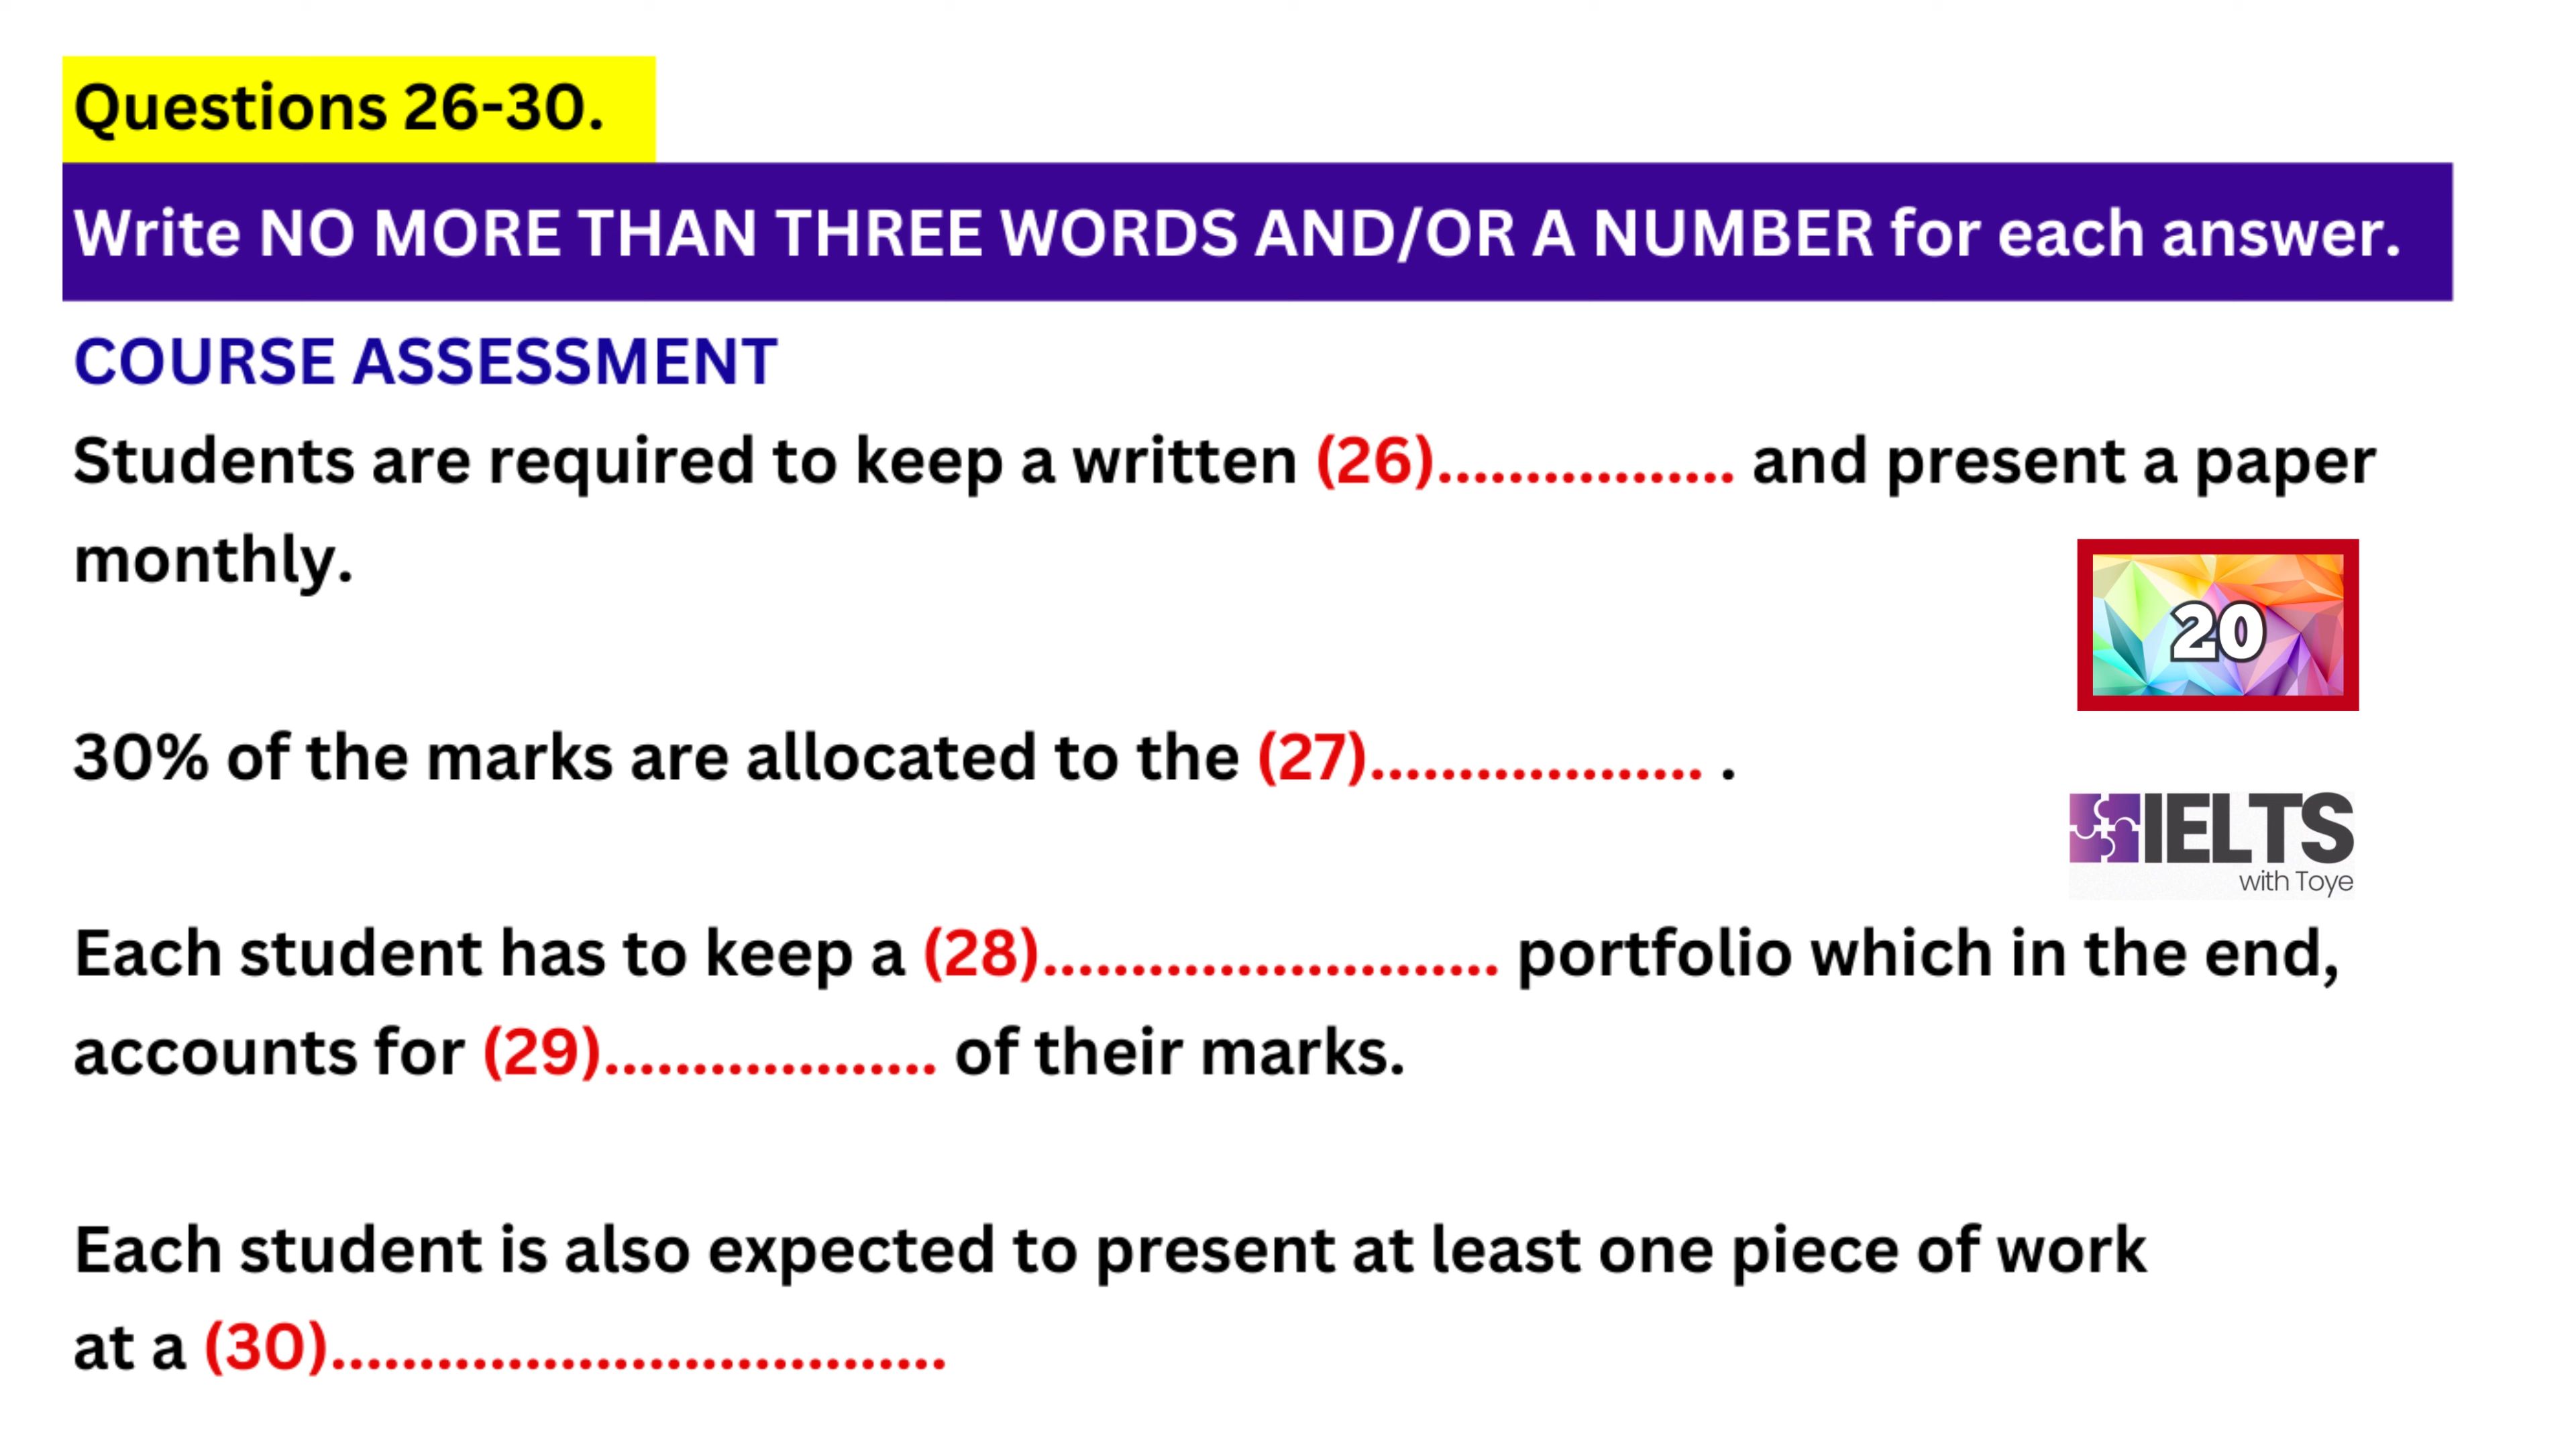 Questions 26-30.
Write NO MORE THAN THREE WORDS AND/OR A NUMBER for each answer.
COURSE ASSESSMENT
Students are required to keep a written (26)................. and present a paper
monthly.
20
30% of the marks are allocated to the (27)................... .
IELTS
with Toye
Each student has to keep a (28).......................... portfolio which in the end,
accounts for (29)................... of their marks.
Each student is also expected to present at least one piece of work
at a (30)...................................